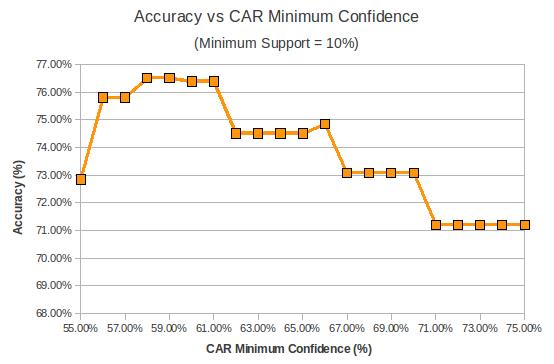 Accuracy vs CAR Minimum Confidence
(Minimum Support = 10%)
77.00%
76.00%
75.00%
74.00%
73.00%
72.00%
71.00%
70.00%
69.00%
68.00%
Accuracy (%)
55.00% 57.00% 59.00% 61.00% 63.00% 65.00% 67.00% 69.00% 71.00% 73.00% 75.00%
CAR Minimum Confidence (%)